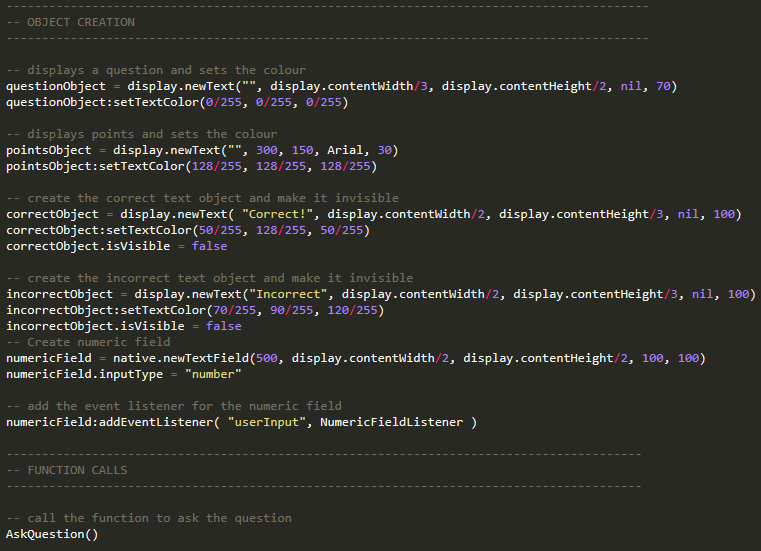 -----------------------------------------------------------------------------------------
-- OBJECT CREATION
-----------------------------------------------------------------------------------------
-- displays a question and sets the colour
questionObject = display.newText("", display.contentWidth/3, display.contentHeight/2, nil, 70)
questionObject:setTextColor(0/255, 0/255, 0/255)
-- displays points and sets the colour
pointsObject = display.newText("", 300, 150, Arial, 30)
pointsObject:setTextColor(128/255, 128/255, 128/255)
-- create the correct text object and make it invisible
correctObject = display.newText( "Correct!", display.contentWidth/2, display.contentHeight/3, nil, 100)
correctObject:setTextColor(50/255, 128/255, 50/255)
correctObject.isVisible = false
-- create the incorrect text object and make it invisible
incorrectObject = display.newText("Incorrect", display.contentWidth/2, display.contentHeight/3, nil, 100)
incorrectObject:setTextColor(70/255, 90/255, 120/255)
incorrectObject.isVisible = false
-- Create numeric field
numericField = native.newTextField(500, display.contentWidth/2, display.contentHeight/2, 100, 100)
numericField.inputType = "number"
-- add the event listener for the numeric field
numericField:addEventListener( "userInput", NumericFieldListener )
----------------------------------------------------------------------------------------
-- FUNCTION CALLS
----------------------------------------------------------------------------------------
-- call the function to ask the question
AskQuestion()